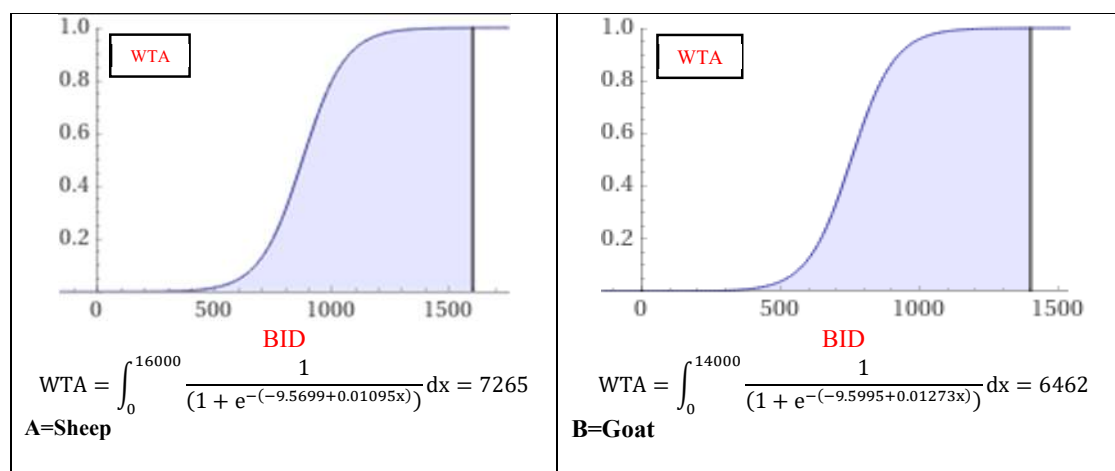 1.0
WTA
0.8
0.6
0.4
0.2
0 500 1000 1500
BID
WTA = ∫₀¹⁶⁰⁰⁰ 1/(1 + e^−(−9.5699+0.01095x)) dx = 7265
A=Sheep
1.0
WTA
0.8
0.6
0.4
0.2
0 500 1000 1500
BID
WTA = ∫₀¹⁴⁰⁰⁰ 1/(1 + e^−(−9.5995+0.01273x)) dx = 6462
B=Goat